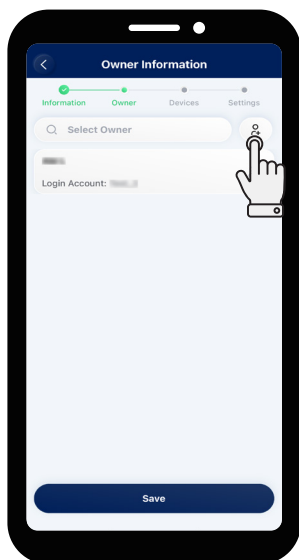 Owner Information
Information Owner Devices Settings
Select Owner
Login Account:
Save